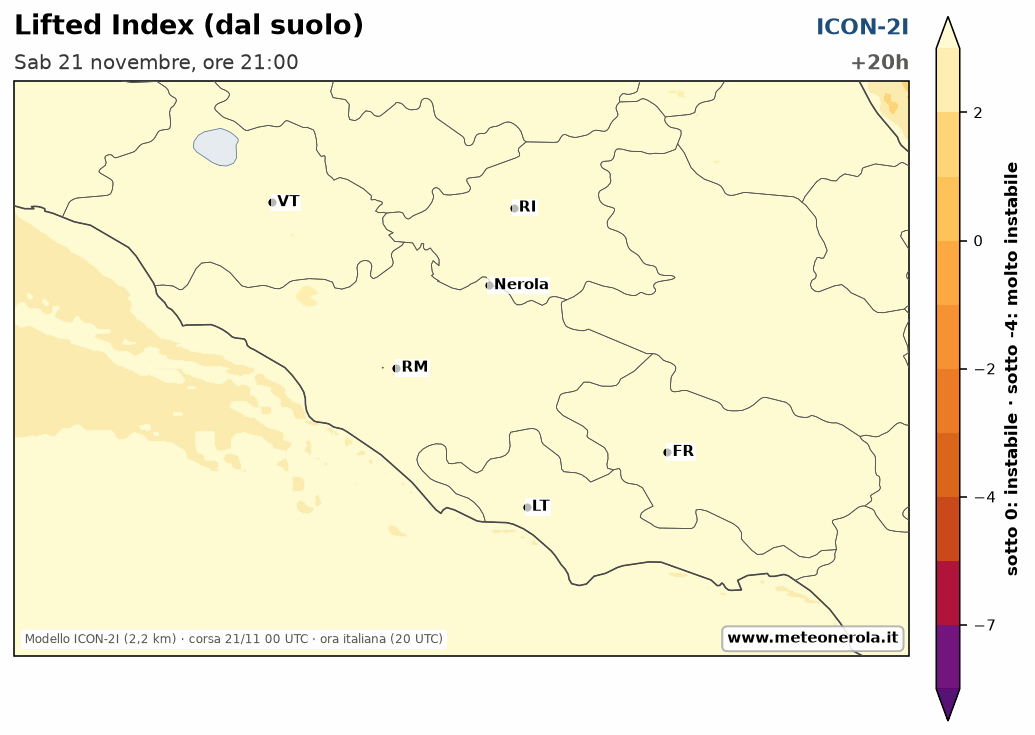 Lifted Index (dal suolo)
ICON-2I
Sab 21 novembre, ore 21:00
+20h
VT
RI
Nerola
RM
FR
LT
Modello ICON-2I (2,2 km) · corsa 21/11 00 UTC · ora italiana (20 UTC)
www.meteonerola.it
2
0
−2
−4
−7
sotto 0: instabile · sotto -4: molto instabile